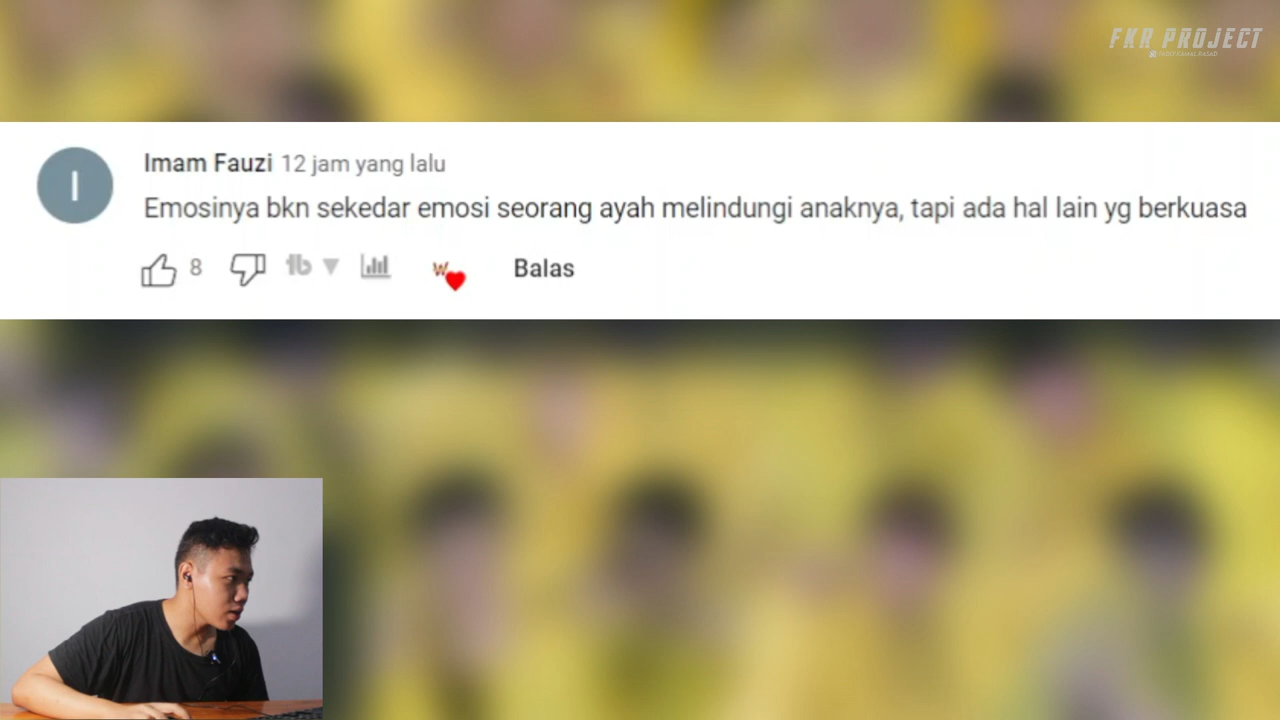 FKR PROJECT
Imam Fauzi 12 jam yang lalu
I
Emosinya bkn sekedar emosi seorang ayah melindungi anaknya, tapi ada hal lain yg berkuasa
8
Balas